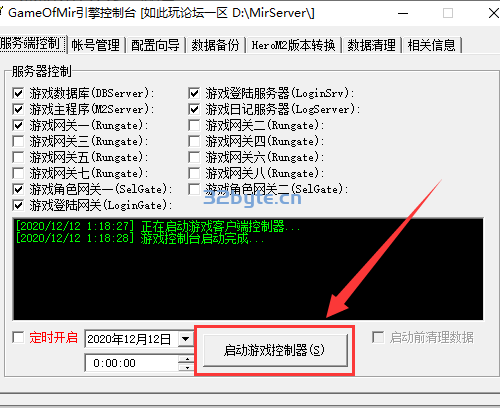 GameOfMir引擎控制台 [如此玩论坛一区 D:\MirServer\]
服务端控制 帐号管理 配置向导 数据备份 HeroM2版本转换 数据清理 相关信息
服务器控制
游戏数据库(DBServer): 游戏登陆服务器(LoginSrv):
游戏主程序(M2Server): 游戏日记服务器(LogServer):
游戏网关一(Rungate): 游戏网关二(Rungate):
游戏网关三(Rungate): 游戏网关四(Rungate):
游戏网关五(Rungate): 游戏网关六(Rungate):
游戏网关七(Rungate): 游戏网关八(Rungate):
游戏角色网关一(SelGate): 游戏角色网关二(SelGate):
游戏登陆网关(LoginGate):
32byte.cn
[2020/12/12 1:18:27] 正在启动游戏客户端控制器...
[2020/12/12 1:18:28] 游戏控制台启动完成...
定时开启 2020年12月12日 启动游戏控制器(S) 启动前清理数据
0:00:00